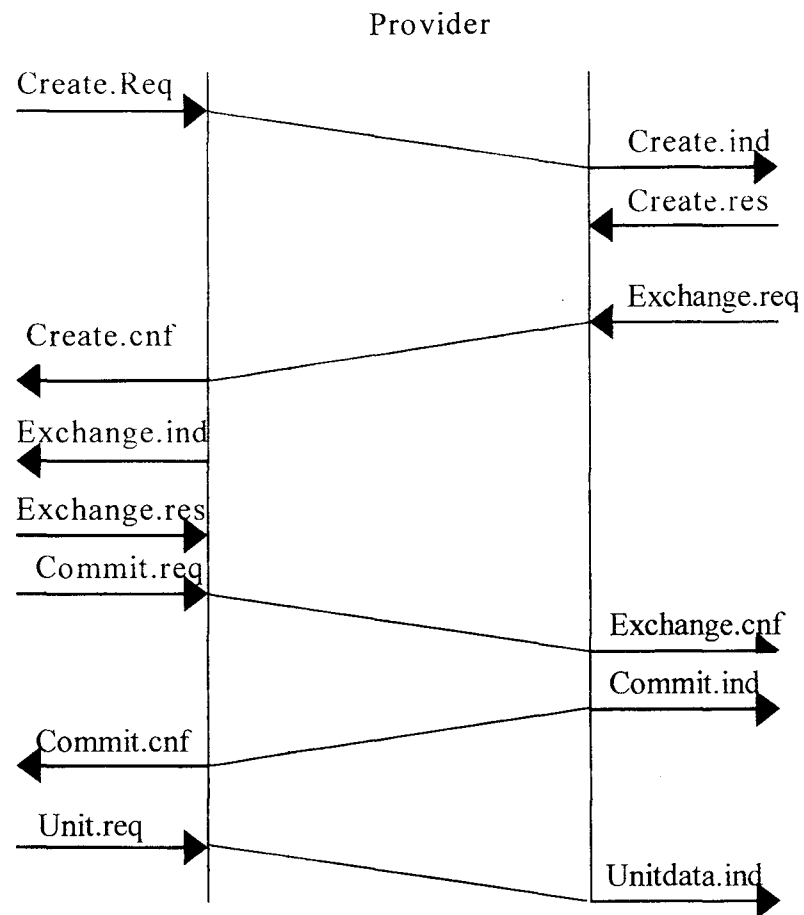 Provider
Create.Req
Create.ind
Create.res
Exchange.req
Create.cnf
Exchange.ind
Exchange.res
Commit.req
Exchange.cnf
Commit.ind
Commit.cnf
Unit.req
Unitdata.ind